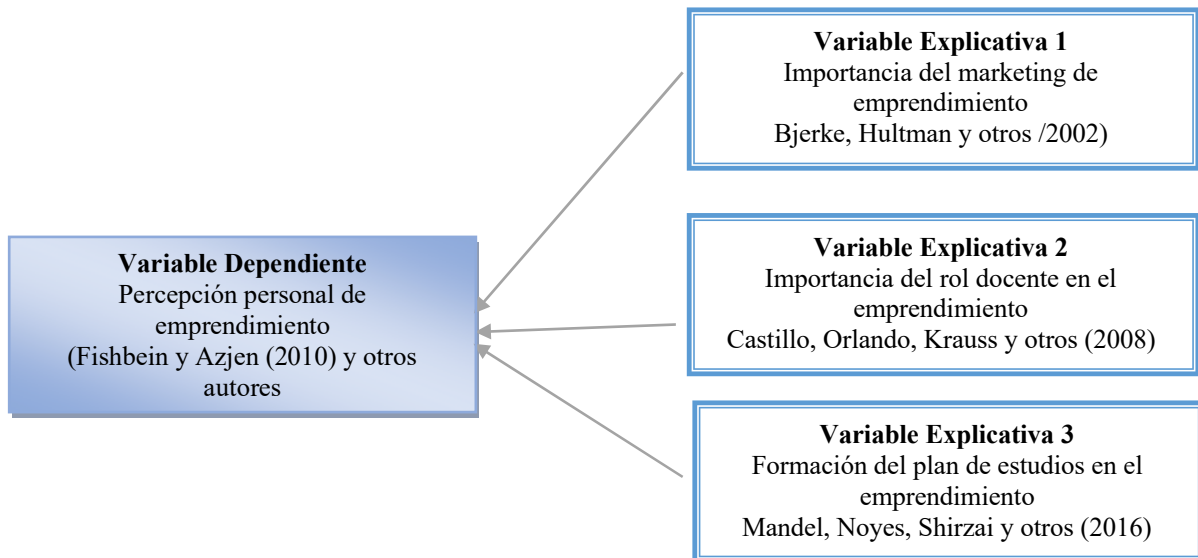 Variable Explicativa 1
Importancia del marketing de
emprendimiento
Bjerke, Hultman y otros /2002)
Variable Dependiente
Percepción personal de
emprendimiento
(Fishbein y Azjen (2010) y otros
autores
Variable Explicativa 2
Importancia del rol docente en el
emprendimiento
Castillo, Orlando, Krauss y otros (2008)
Variable Explicativa 3
Formación del plan de estudios en el
emprendimiento
Mandel, Noyes, Shirzai y otros (2016)